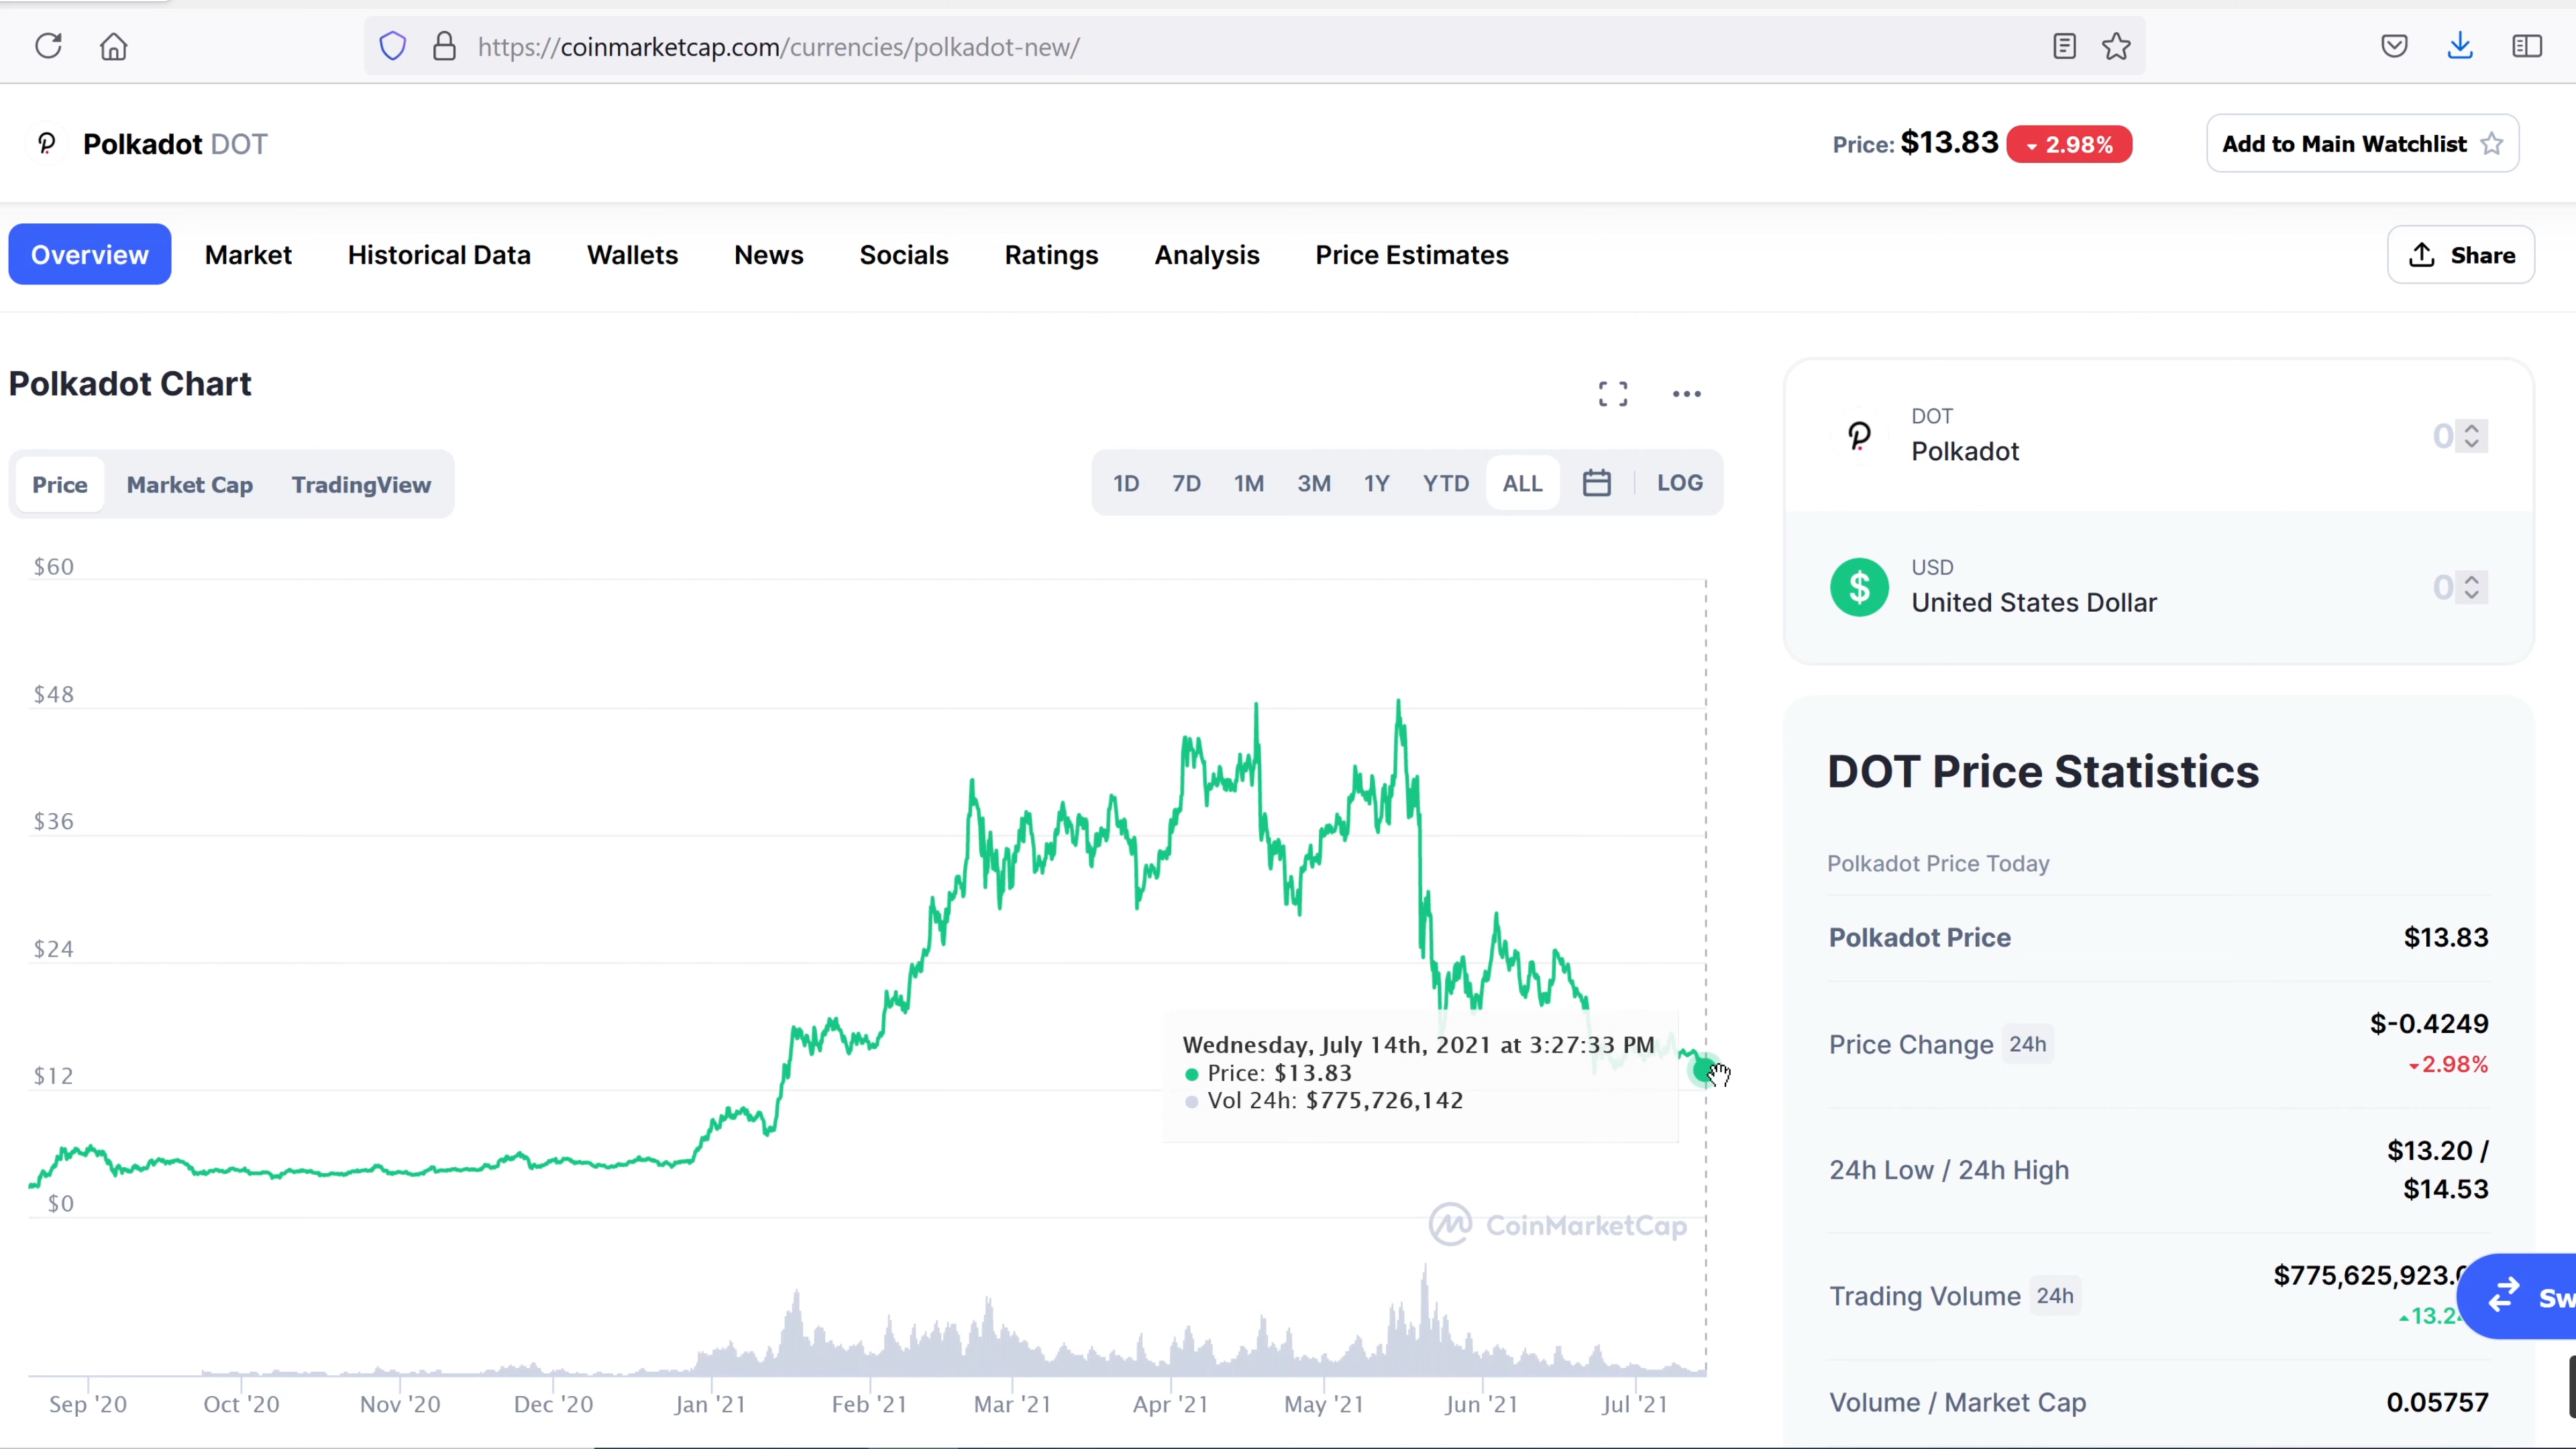 https://coinmarketcap.com/currencies/polkadot-new/
Polkadot DOT
Price: $13.83 2.98%
Add to Main Watchlist
Overview Market Historical Data Wallets News Socials Ratings Analysis Price Estimates
Share
Polkadot Chart
Price Market Cap TradingView
1D 7D 1M 3M 1Y YTD ALL LOG
$60
$48
$36
$24
$12
$0
Wednesday, July 14th, 2021 at 3:27:33 PM
Price: $13.83
Vol 24h: $775,726,142
CoinMarketCap
Sep '20 Oct '20 Nov '20 Dec '20 Jan '21 Feb '21 Mar '21 Apr '21 May '21 Jun '21 Jul '21
DOT
Polkadot
0
USD
United States Dollar
0
DOT Price Statistics
Polkadot Price Today
Polkadot Price $13.83
Price Change 24h $-0.4249
2.98%
24h Low / 24h High $13.20 /
$14.53
Trading Volume 24h $775,625,923.
13.2
Volume / Market Cap 0.05757